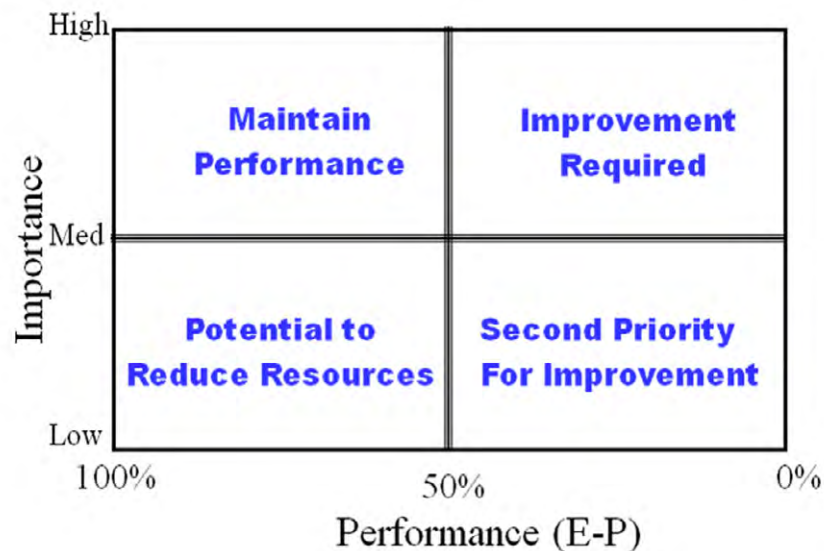 High
Maintain
Performance
Improvement
Required
Importance
Med
Potential to
Reduce Resources
Second Priority
For Improvement
Low
100%
50%
0%
Performance (E-P)